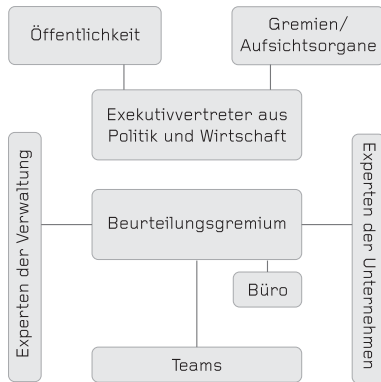 Öffentlichkeit
Gremien/
Aufsichtsorgane
Exekutivvertreter aus
Politik und Wirtschaft
Experten der Verwaltung
Beurteilungsgremium
Experten der Unternehmen
Büro
Teams